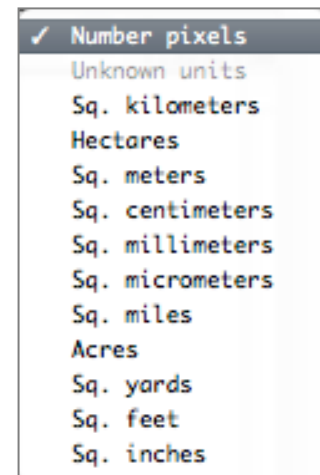 ✓ Number pixels
Unknown units
Sq. kilometers
Hectares
Sq. meters
Sq. centimeters
Sq. millimeters
Sq. micrometers
Sq. miles
Acres
Sq. yards
Sq. feet
Sq. inches